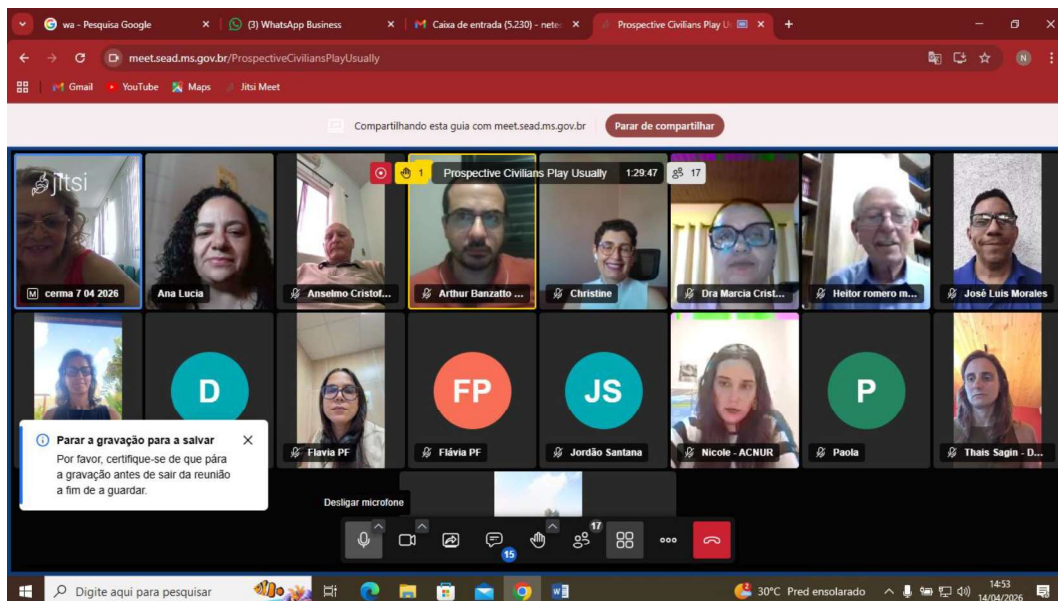 wa - Pesquisa Google
(3) WhatsApp Business
Caixa de entrada (5.230) - nete
Prospective Civilians Play U
meet.sead.ms.gov.br/ProspectiveCiviliansPlayUsually
N
Gmail
YouTube
Maps
Jitsi Meet
Compartilhando esta guia com meet.sead.ms.gov.br
Parar de compartilhar
jitsi
1
Prospective Civilians Play Usually
1:29:47
17
M cerma 7 04 2026
Ana Lucia
Anselmo Cristof...
Arthur Banzatto ...
Christine
Dra Marcia Crist...
Heitor romero m...
José Luis Morales
D
FP
JS
P
Flavia PF
Flávia PF
Jordão Santana
Nicole - ACNUR
Paola
Thais Sagin - D...
Parar a gravação para a salvar
Por favor, certifique-se de que pára
a gravação antes de sair da reunião
a fim de a guardar.
Desligar microfone
15
17
Digite aqui para pesquisar
30°C Pred ensolarado
14:53
14/04/2026